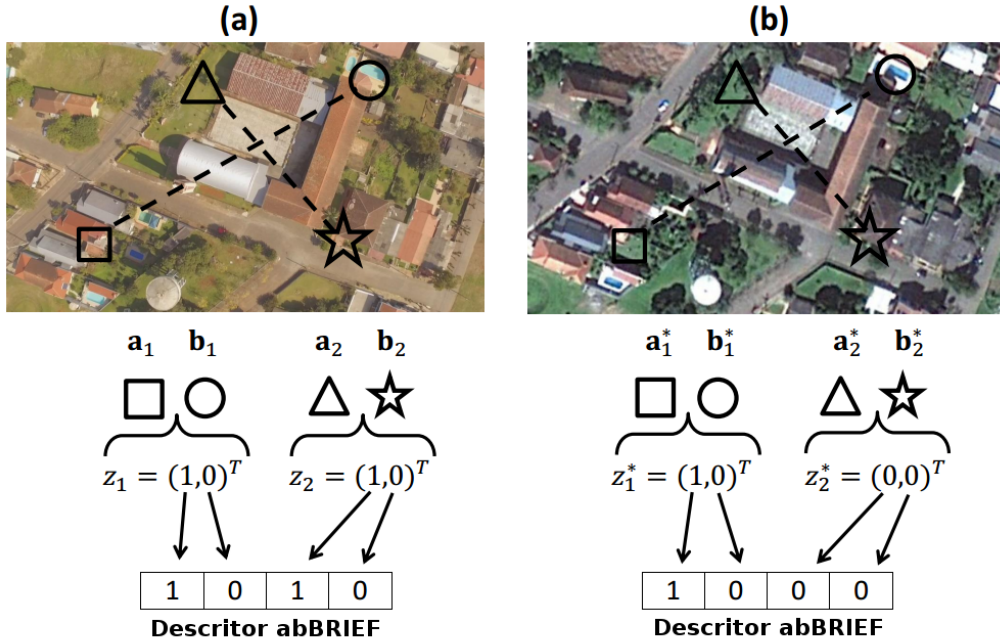 (a)
(b)
a₁ b₁ a₂ b₂
z₁ = (1,0)ᵀ z₂ = (1,0)ᵀ
1 0 1 0
Descritor abBRIEF
a₁* b₁* a₂* b₂*
z₁* = (1,0)ᵀ z₂* = (0,0)ᵀ
1 0 0 0
Descritor abBRIEF